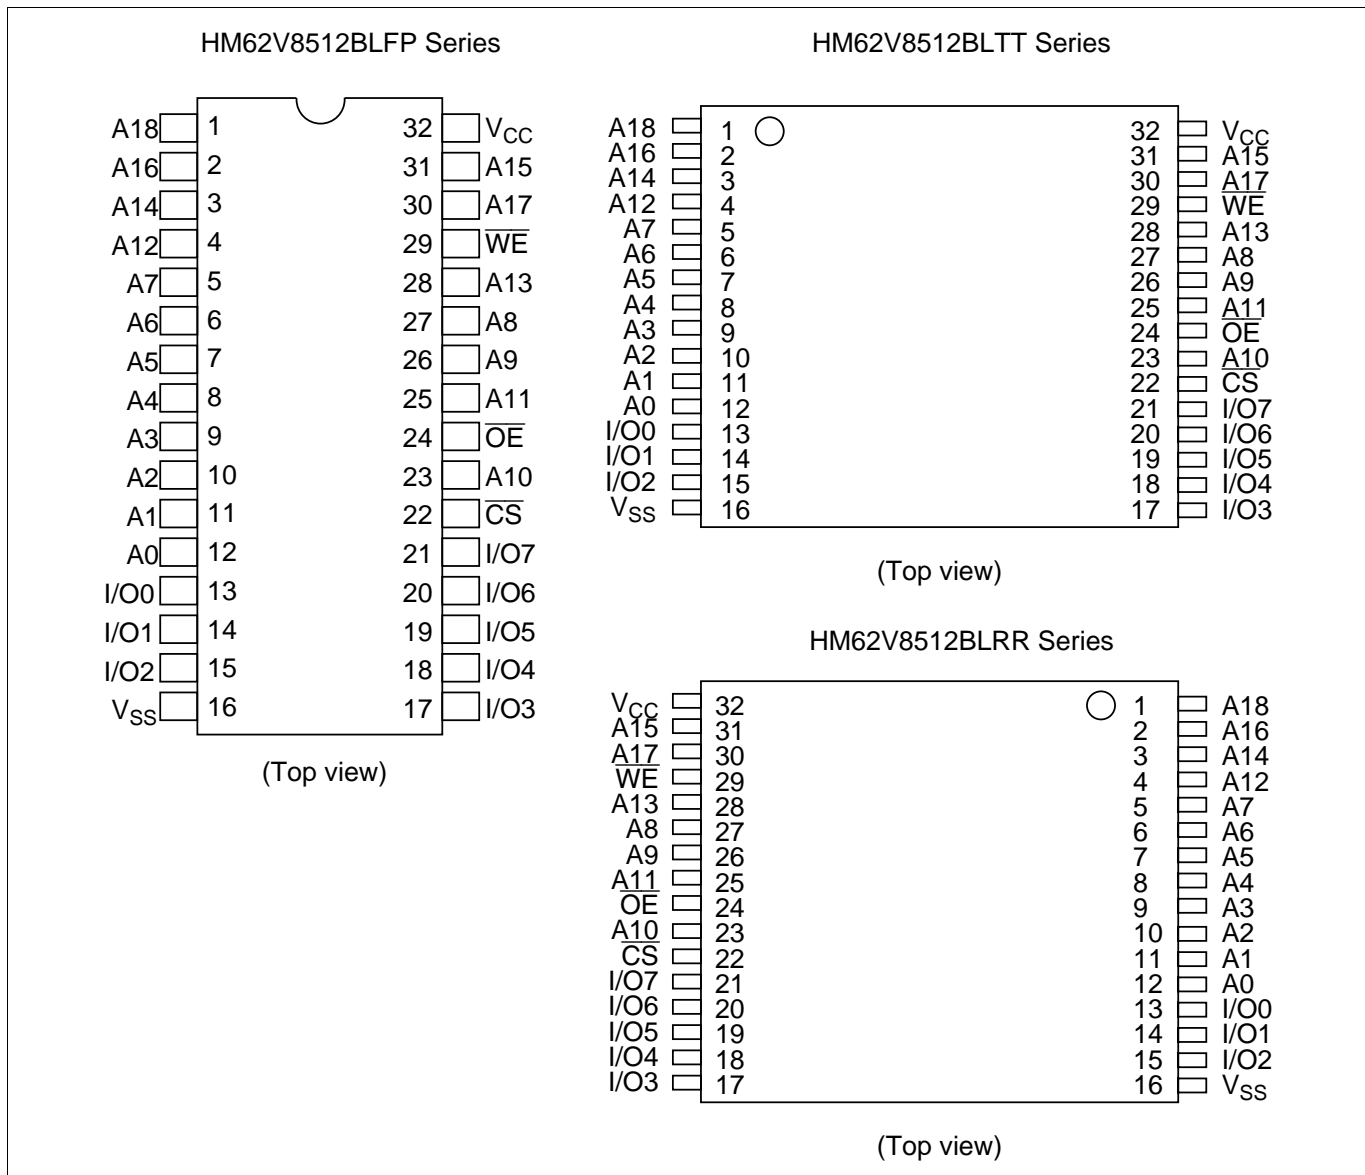 HM62V8512BLFP Series
A18 1 32 VCC
A16 2 31 A15
A14 3 30 A17
A12 4 29 W̅E̅
A7 5 28 A13
A6 6 27 A8
A5 7 26 A9
A4 8 25 A11
A3 9 24 O̅E̅
A2 10 23 A10
A1 11 22 C̅S̅
A0 12 21 I/O7
I/O0 13 20 I/O6
I/O1 14 19 I/O5
I/O2 15 18 I/O4
VSS 16 17 I/O3
(Top view)
HM62V8512BLTT Series
A18 1 32 VCC
A16 2 31 A15
A14 3 30 A17
A12 4 29 W̅E̅
A7 5 28 A13
A6 6 27 A8
A5 7 26 A9
A4 8 25 A11
A3 9 24 O̅E̅
A2 10 23 A10
A1 11 22 C̅S̅
A0 12 21 I/O7
I/O0 13 20 I/O6
I/O1 14 19 I/O5
I/O2 15 18 I/O4
VSS 16 17 I/O3
(Top view)
HM62V8512BLRR Series
VCC 32 1 A18
A15 31 2 A16
A17 30 3 A14
W̅E̅ 29 4 A12
A13 28 5 A7
A8 27 6 A6
A9 26 7 A5
A11 25 8 A4
O̅E̅ 24 9 A3
A10 23 10 A2
C̅S̅ 22 11 A1
I/O7 21 12 A0
I/O6 20 13 I/O0
I/O5 19 14 I/O1
I/O4 18 15 I/O2
I/O3 17 16 VSS
(Top view)